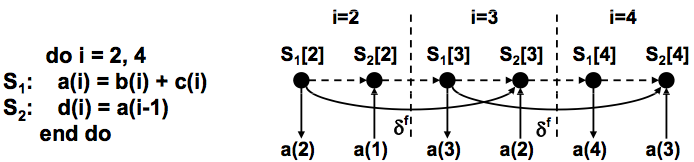 do i = 2, 4
S1: a(i) = b(i) + c(i)
S2: d(i) = a(i-1)
end do
i=2 i=3 i=4
S1[2] S2[2] S1[3] S2[3] S1[4] S2[4]
δf δf
a(2) a(1) a(3) a(2) a(4) a(3)